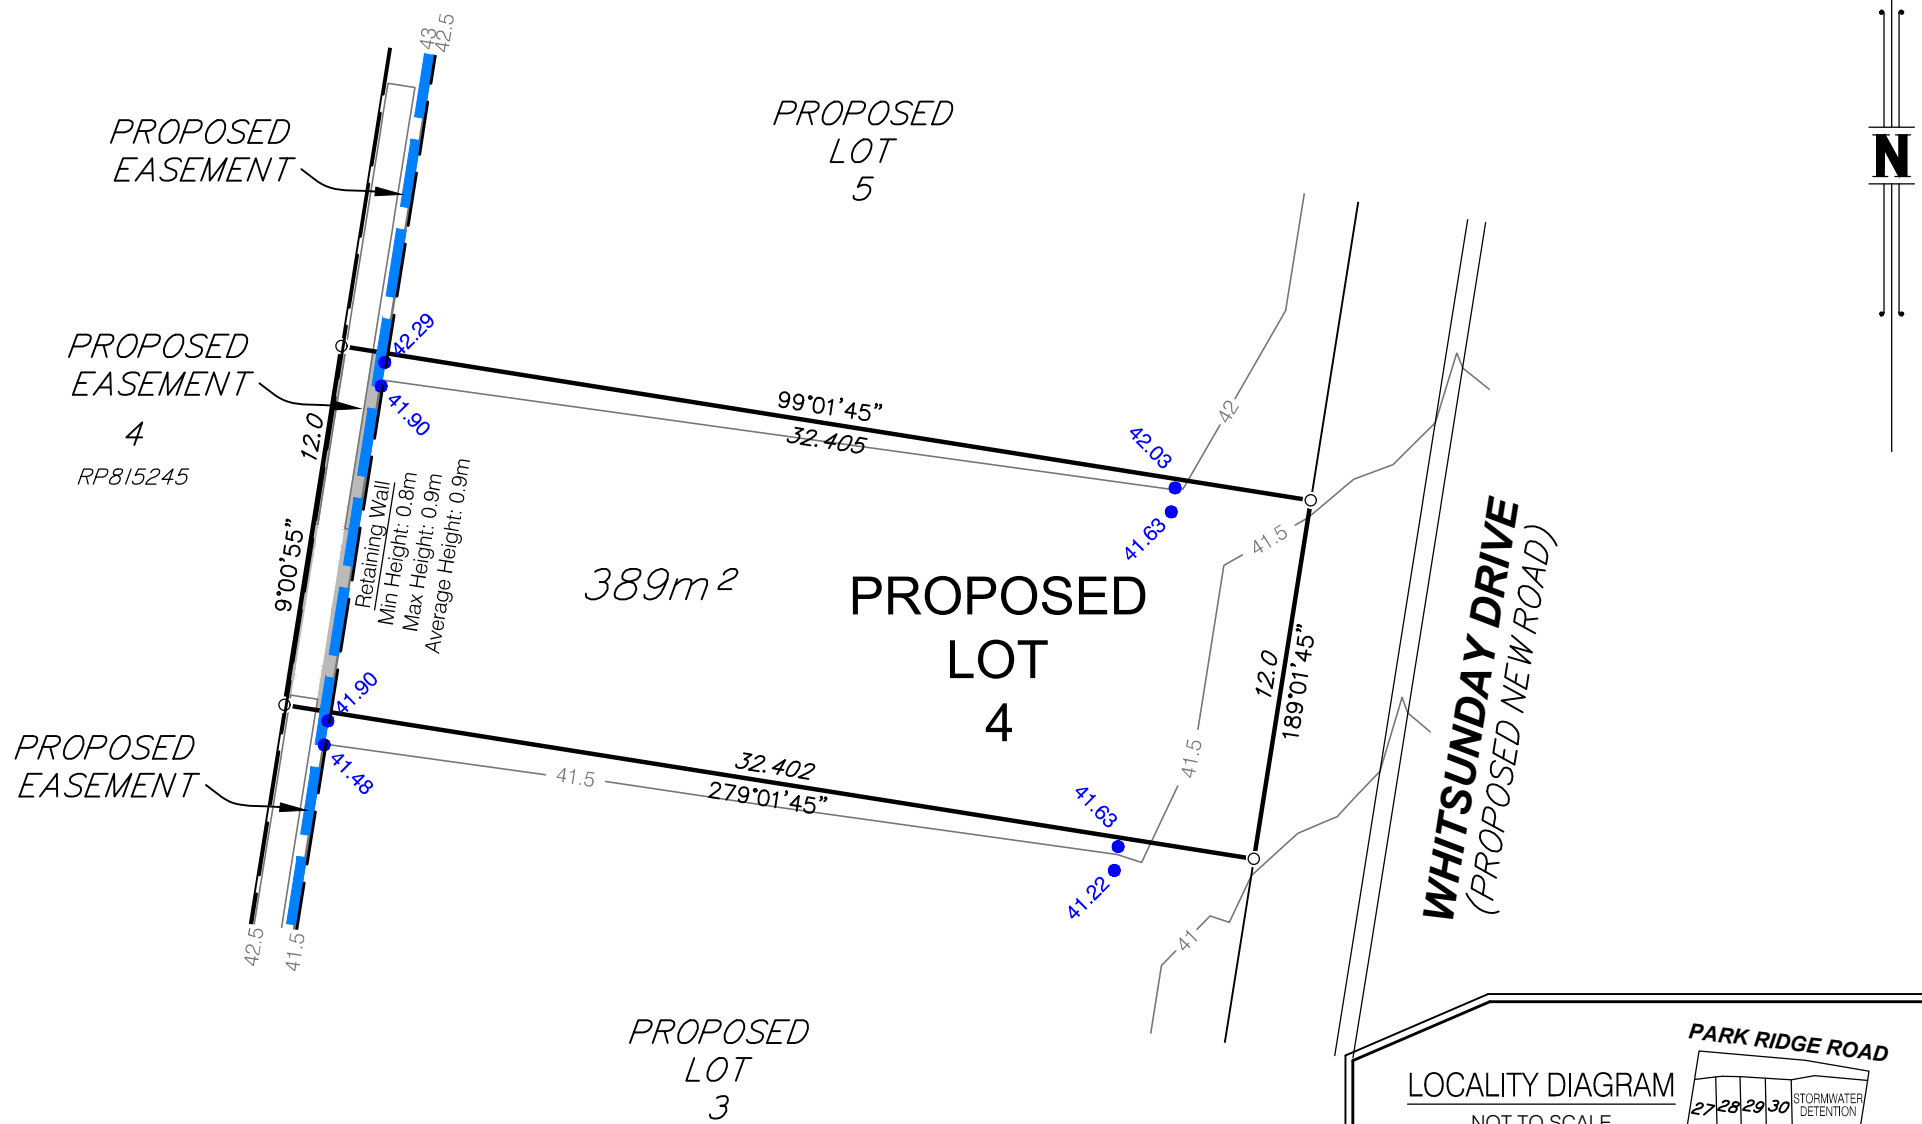 43
42.5
N
PROPOSED
LOT
5
PROPOSED
EASEMENT
42.29
PROPOSED
EASEMENT
4
RP815245
41.90
12.0
9°00'55"
99°01'45"
32.405
42
42.03
41.63
41.5
Retaining Wall
Min Height: 0.8m
Max Height: 0.9m
Average Height: 0.9m
389m²
PROPOSED
LOT
4
12.0
189°01'45"
WHITSUNDAY DRIVE
(PROPOSED NEW ROAD)
41.90
41.48
PROPOSED
EASEMENT
41.5
32.402
279°01'45"
41.5
41.63
41.22
41
42.5
41.5
PROPOSED
LOT
3
LOCALITY DIAGRAM
NOT TO SCALE
PARK RIDGE ROAD
27 28 29 30
STORMWATER
DETENTION